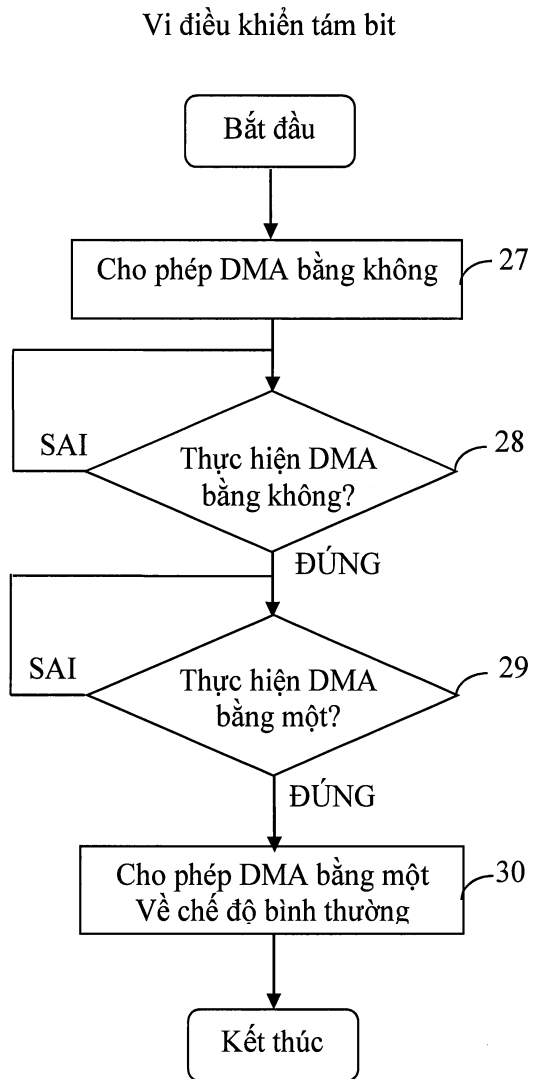 Vi điều khiển tám bit
Bắt đầu
Cho phép DMA bằng không
27
SAI
Thực hiện DMA
bằng không?
28
ĐÚNG
SAI
Thực hiện DMA
bằng một?
29
ĐÚNG
Cho phép DMA bằng một
Về chế độ bình thường
30
Kết thúc